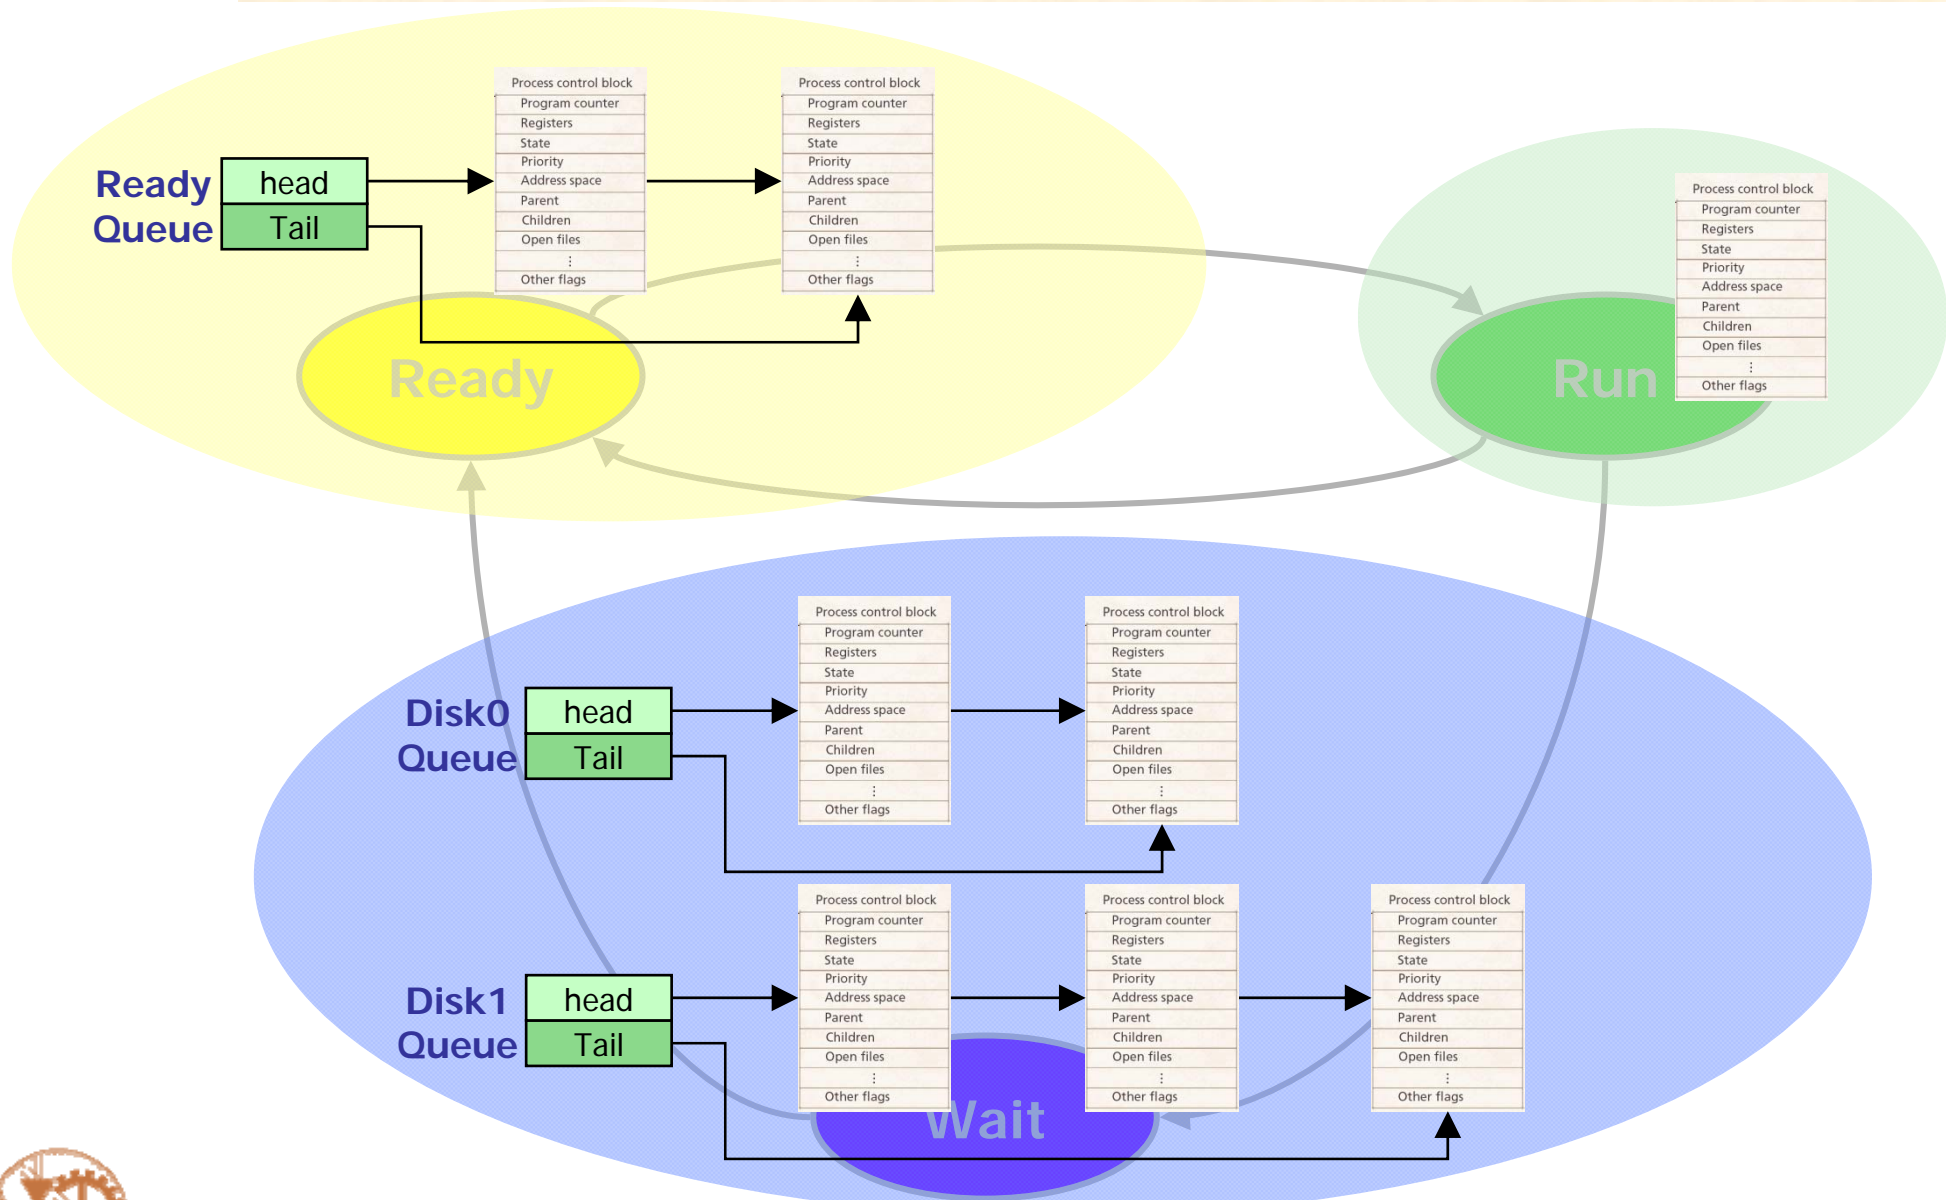 Ready
Queue
head
Tail
Process control block
Program counter
Registers
State
Priority
Address space
Parent
Children
Open files
⋮
Other flags
Process control block
Program counter
Registers
State
Priority
Address space
Parent
Children
Open files
⋮
Other flags
Ready
Process control block
Program counter
Registers
State
Priority
Address space
Parent
Children
Open files
⋮
Other flags
Run
Disk0
Queue
head
Tail
Process control block
Program counter
Registers
State
Priority
Address space
Parent
Children
Open files
⋮
Other flags
Process control block
Program counter
Registers
State
Priority
Address space
Parent
Children
Open files
⋮
Other flags
Disk1
Queue
head
Tail
Process control block
Program counter
Registers
State
Priority
Address space
Parent
Children
Open files
⋮
Other flags
Process control block
Program counter
Registers
State
Priority
Address space
Parent
Children
Open files
⋮
Other flags
Process control block
Program counter
Registers
State
Priority
Address space
Parent
Children
Open files
⋮
Other flags
Wait